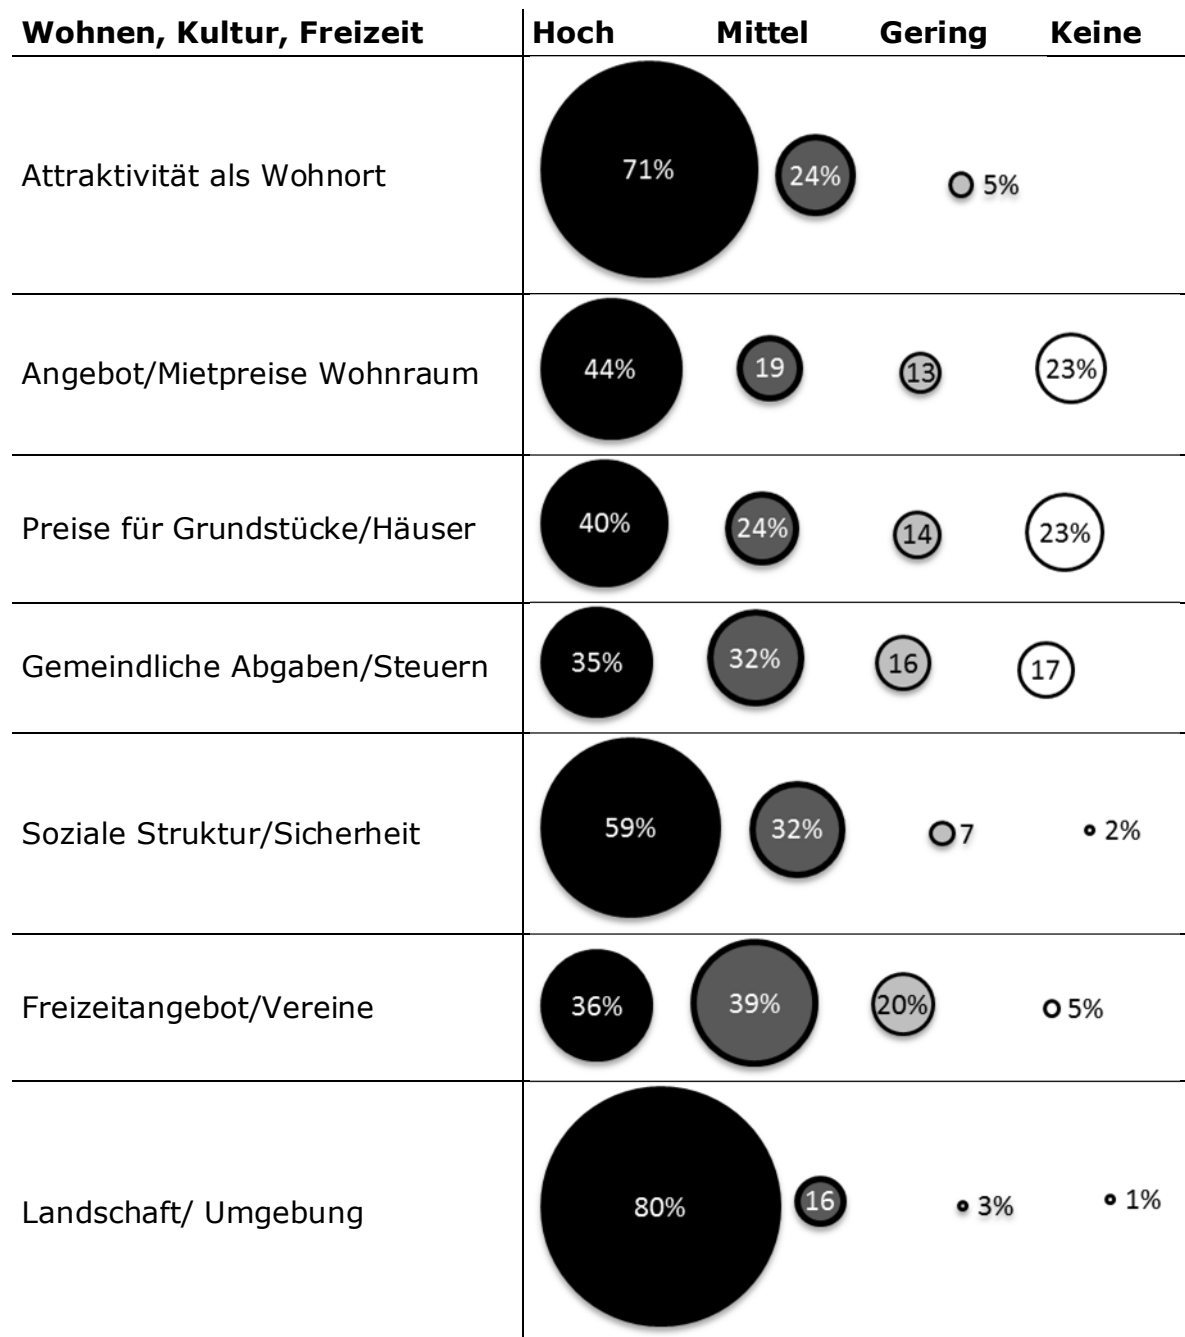 Wohnen, Kultur, Freizeit Hoch Mittel Gering Keine
Attraktivität als Wohnort 71% 24% 5%
Angebot/Mietpreise Wohnraum 44% 19 13 23%
Preise für Grundstücke/Häuser 40% 24% 14 23%
Gemeindliche Abgaben/Steuern 35% 32% 16 17
Soziale Struktur/Sicherheit 59% 32% 7 2%
Freizeitangebot/Vereine 36% 39% 20% 5%
Landschaft/ Umgebung 80% 16 3% 1%